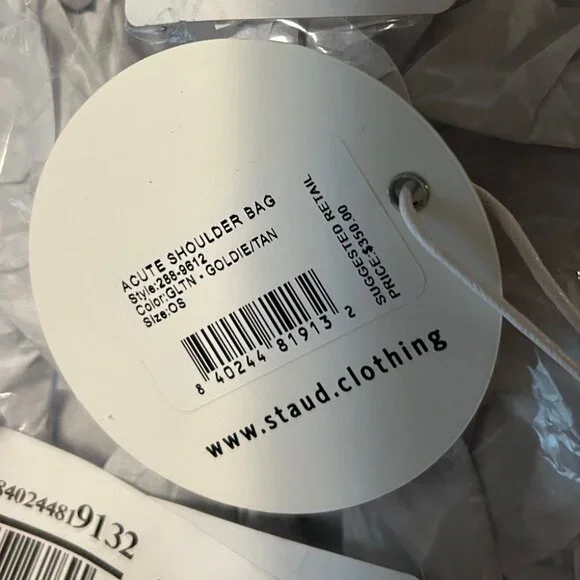 ACUTE SHOULDER BAG
Style:288-9612
Color:GLTN • GOLDIE/TAN
Size:OS
SUGGESTED RETAIL
PRICE:$350.00
8 40244 81913 2
www.staud.clothing
840244819132